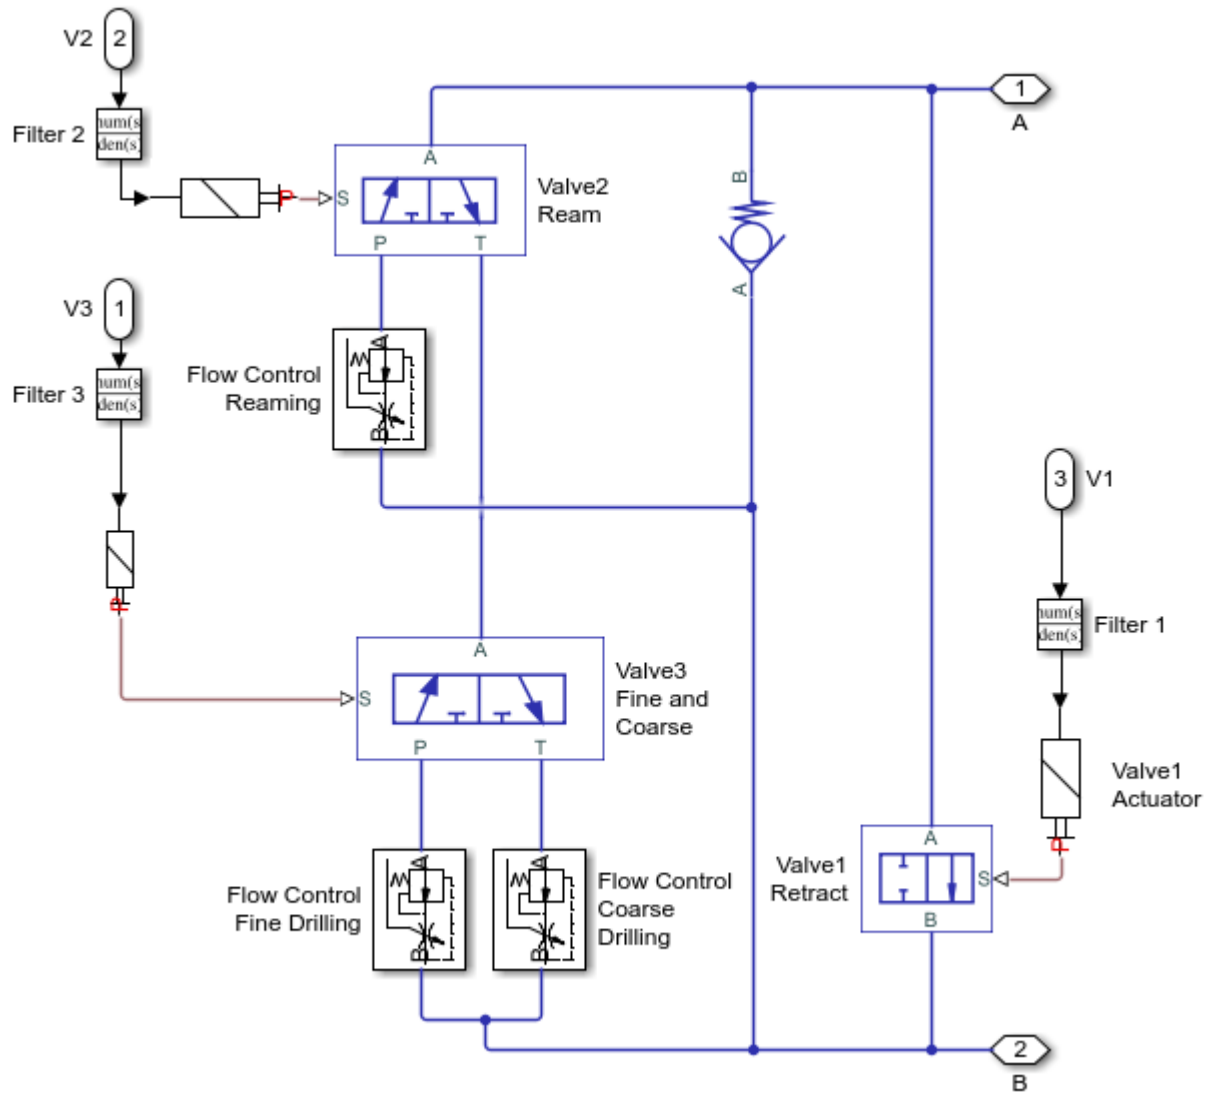 V2
2
num(s
den(s)
Filter 2
1
A
A
S
P
T
Valve2
Ream
B
A
V3
1
num(s
den(s)
Filter 3
Flow Control
Reaming
A
B
3
V1
num(s
den(s)
Filter 1
A
S
P
T
Valve3
Fine and
Coarse
Valve1
Actuator
Flow Control
Fine Drilling
A
B
A
B
Flow Control
Coarse
Drilling
Valve1
Retract
A
S
B
2
B
P
P
P